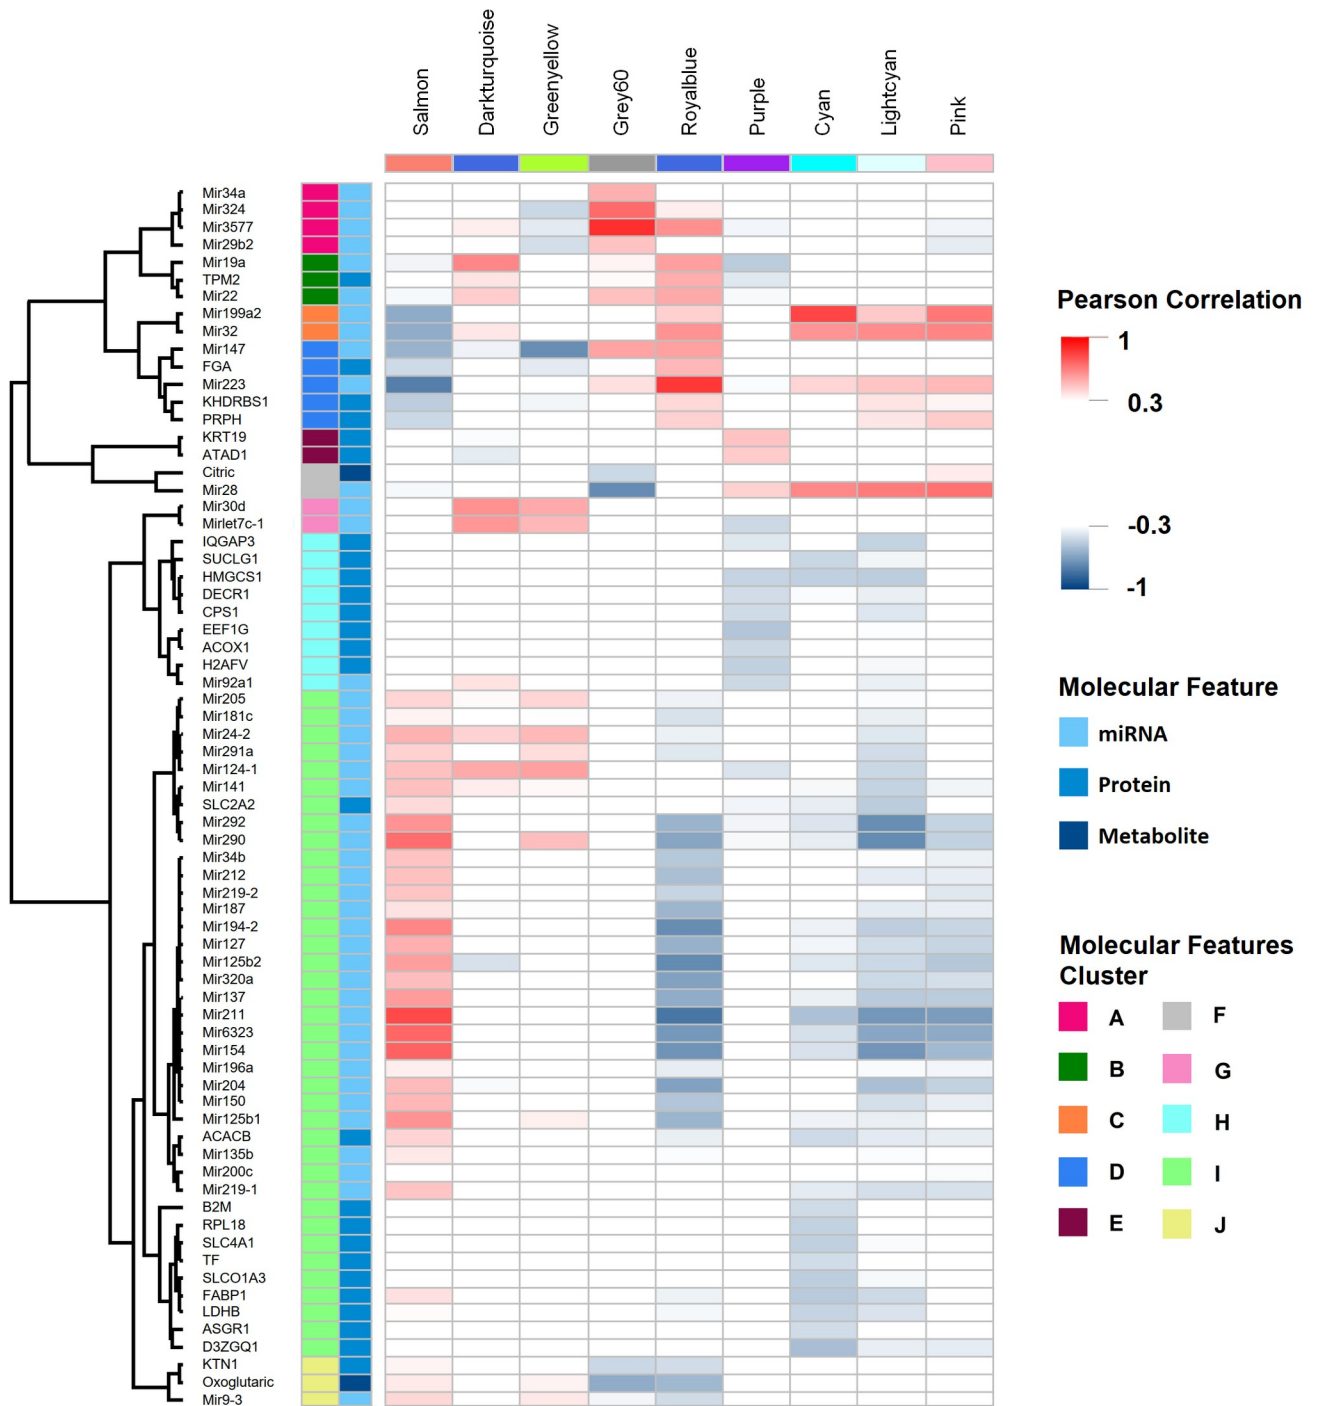 Salmon
Darkturquoise
Greenyellow
Grey60
Royalblue
Purple
Cyan
Lightcyan
Pink
Mir34a
Mir324
Mir3577
Mir29b2
Mir19a
TPM2
Mir22
Mir199a2
Mir32
Mir147
FGA
Mir223
KHDRBS1
PRPH
KRT19
ATAD1
Citric
Mir28
Mir30d
Mirlet7c-1
IQGAP3
SUCLG1
HMGCS1
DECR1
CPS1
EEF1G
ACOX1
H2AFV
Mir92a1
Mir205
Mir181c
Mir24-2
Mir291a
Mir124-1
Mir141
SLC2A2
Mir292
Mir290
Mir34b
Mir212
Mir219-2
Mir187
Mir194-2
Mir127
Mir125b2
Mir320a
Mir137
Mir211
Mir6323
Mir154
Mir196a
Mir204
Mir150
Mir125b1
ACACB
Mir135b
Mir200c
Mir219-1
B2M
RPL18
SLC4A1
TF
SLCO1A3
FABP1
LDHB
ASGR1
D3ZGQ1
KTN1
Oxoglutaric
Mir9-3
Pearson Correlation
1
0.3
-0.3
-1
Molecular Feature
miRNA
Protein
Metabolite
Molecular Features
Cluster
A F
B G
C H
D I
E J